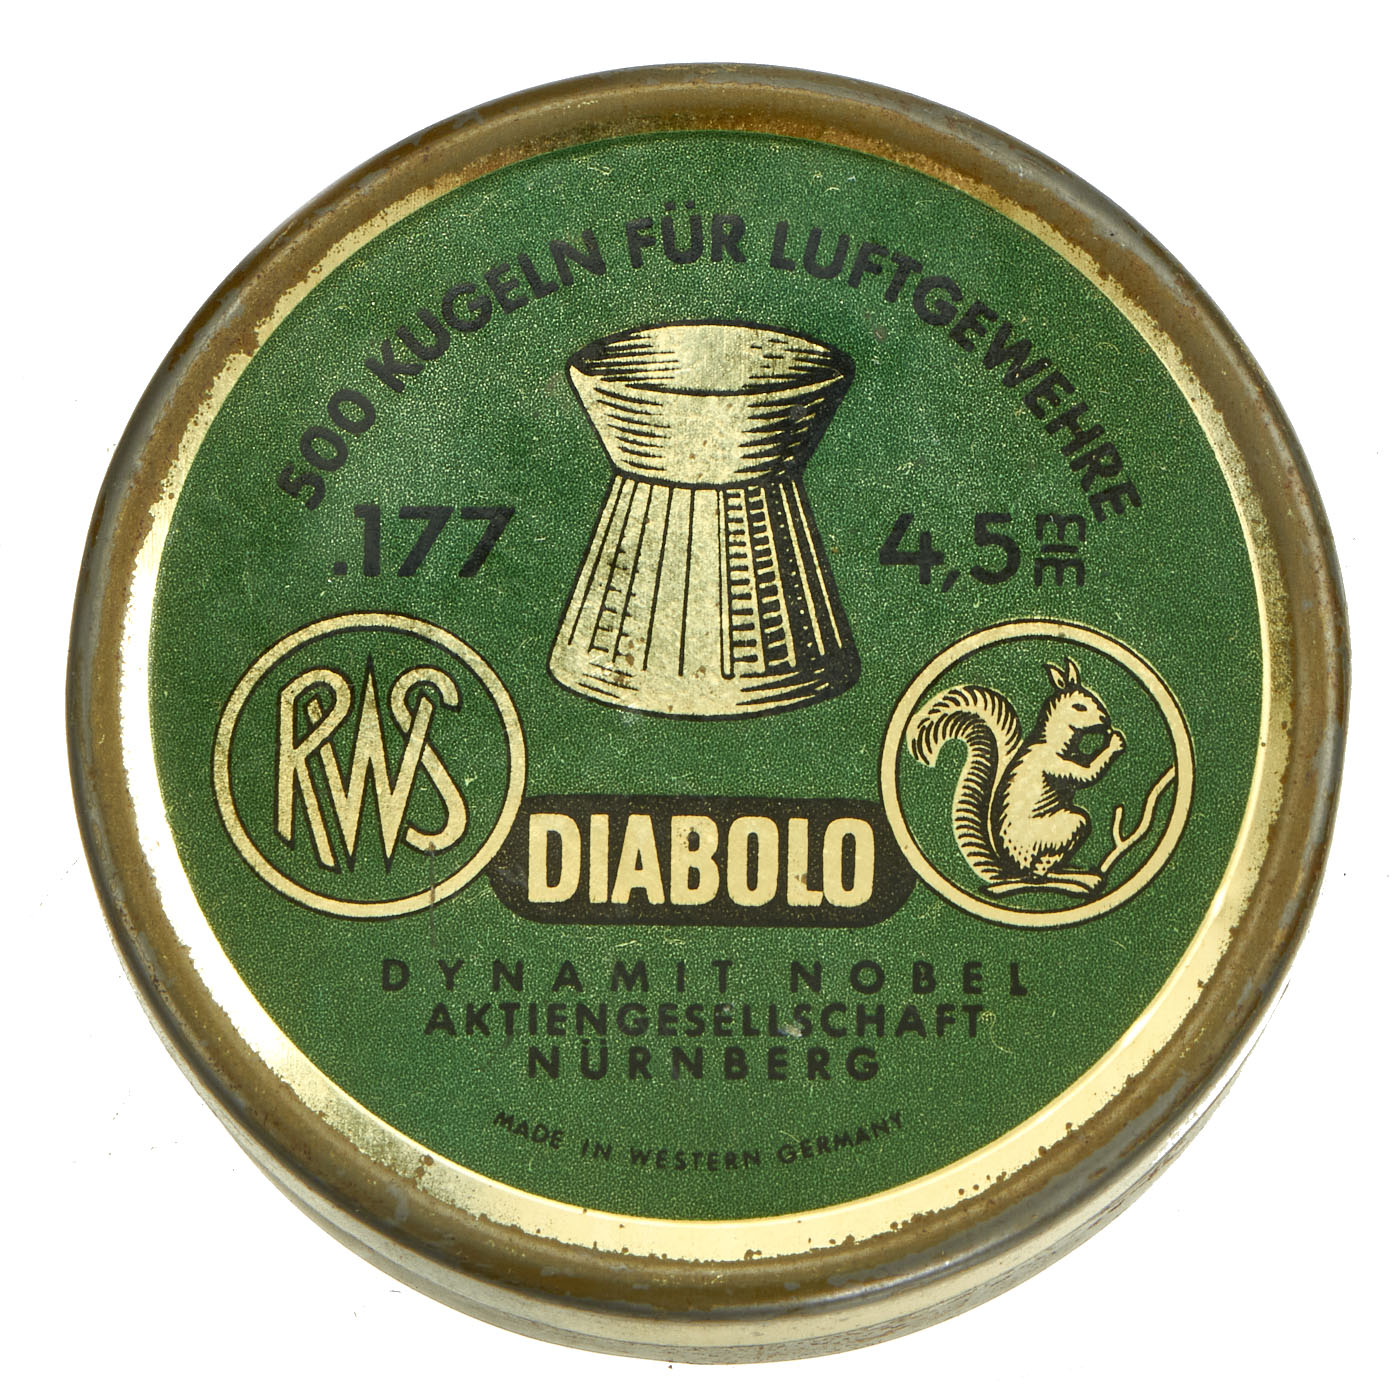 500 KUGELN FÜR LUFTGEWEHRE
.177
4,5 mm
RWS
DIABOLO
DYNAMIT NOBEL
AKTIENGESELLSCHAFT
NÜRNBERG
MADE IN WESTERN GERMANY